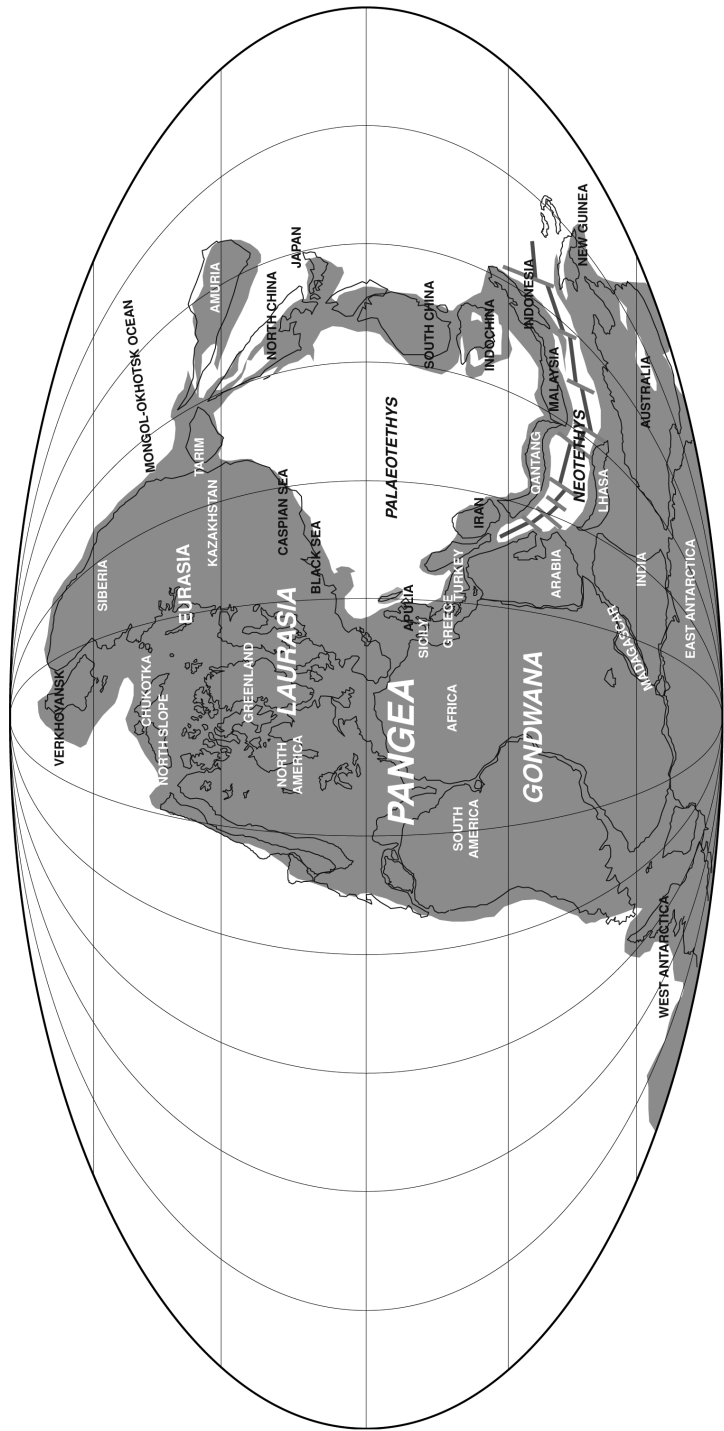 VERKHOYANSK
SIBERIA
MONGOL-OKHOTSK OCEAN
CHUKOTKA
NORTH SLOPE
EURASIA
TARIM
KAZAKHSTAN
AMURIA
GREENLAND
NORTH
AMERICA
LAURASIA
CASPIAN SEA
BLACK SEA
NORTH CHINA
JAPAN
PANGEA
PALAEOTETHYS
APULIA
SICILY
GREECE
TURKEY
IRAN
SOUTH CHINA
INDOCHINA
AFRICA
SOUTH
AMERICA
GONDWANA
ARABIA
QANTANG
MALAYSIA
INDONESIA
NEOTETHYS
LHASA
NEW GUINEA
MADAGASCAR
INDIA
AUSTRALIA
WEST ANTARCTICA
EAST ANTARCTICA